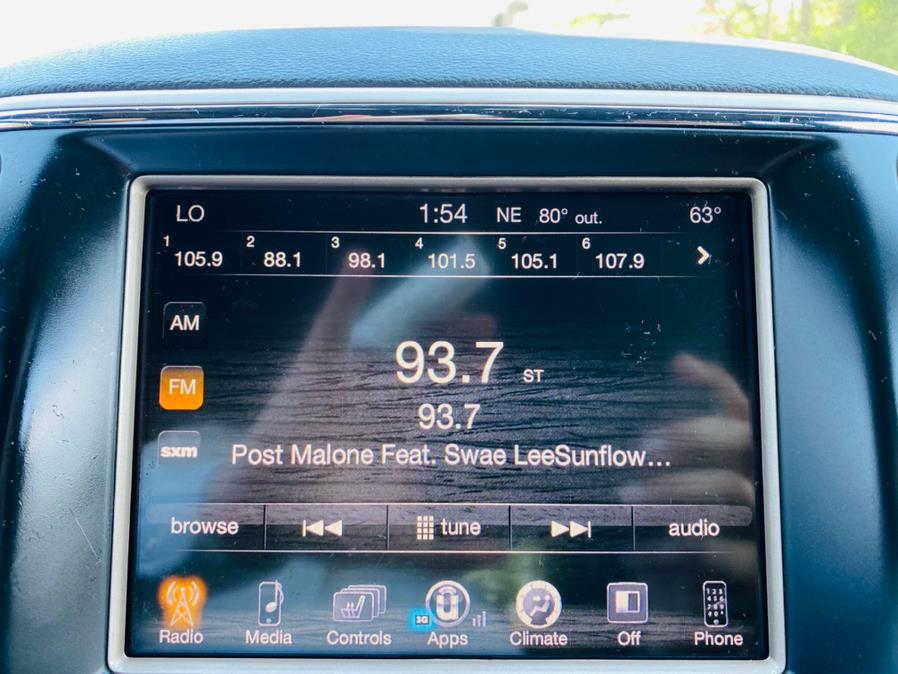 LO 1:54 NE 80° out. 63°
1 105.9 2 88.1 3 98.1 4 101.5 5 105.1 6 107.9
AM
93.7 ST
FM
93.7
sxm
Post Malone Feat. Swae LeeSunflow...
browse tune audio
3G
Radio Media Controls Apps Climate Off Phone